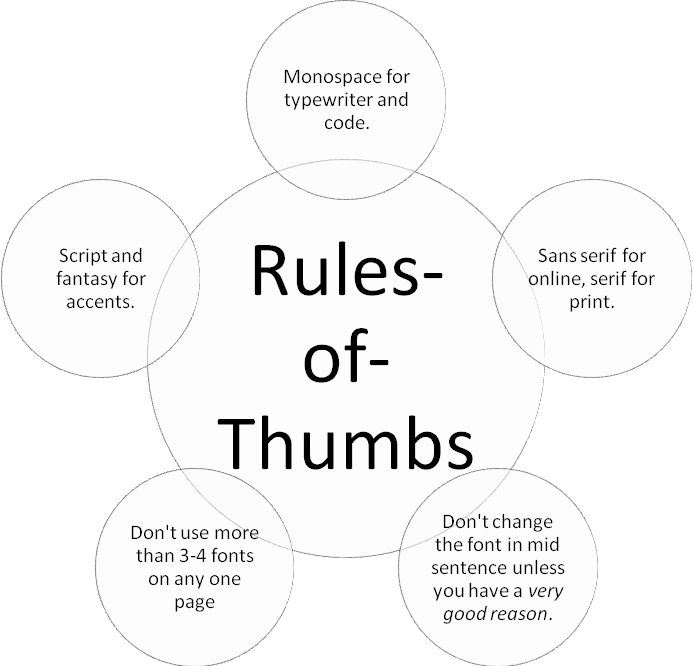 Monospace for
typewriter and
code.
Script and
fantasy for
accents.
Rules-
of-
Thumbs
Sans serif for
online, serif for
print.
Don't use more
than 3-4 fonts
on any one
page
Don't change
the font in mid
sentence unless
you have a very
good reason.